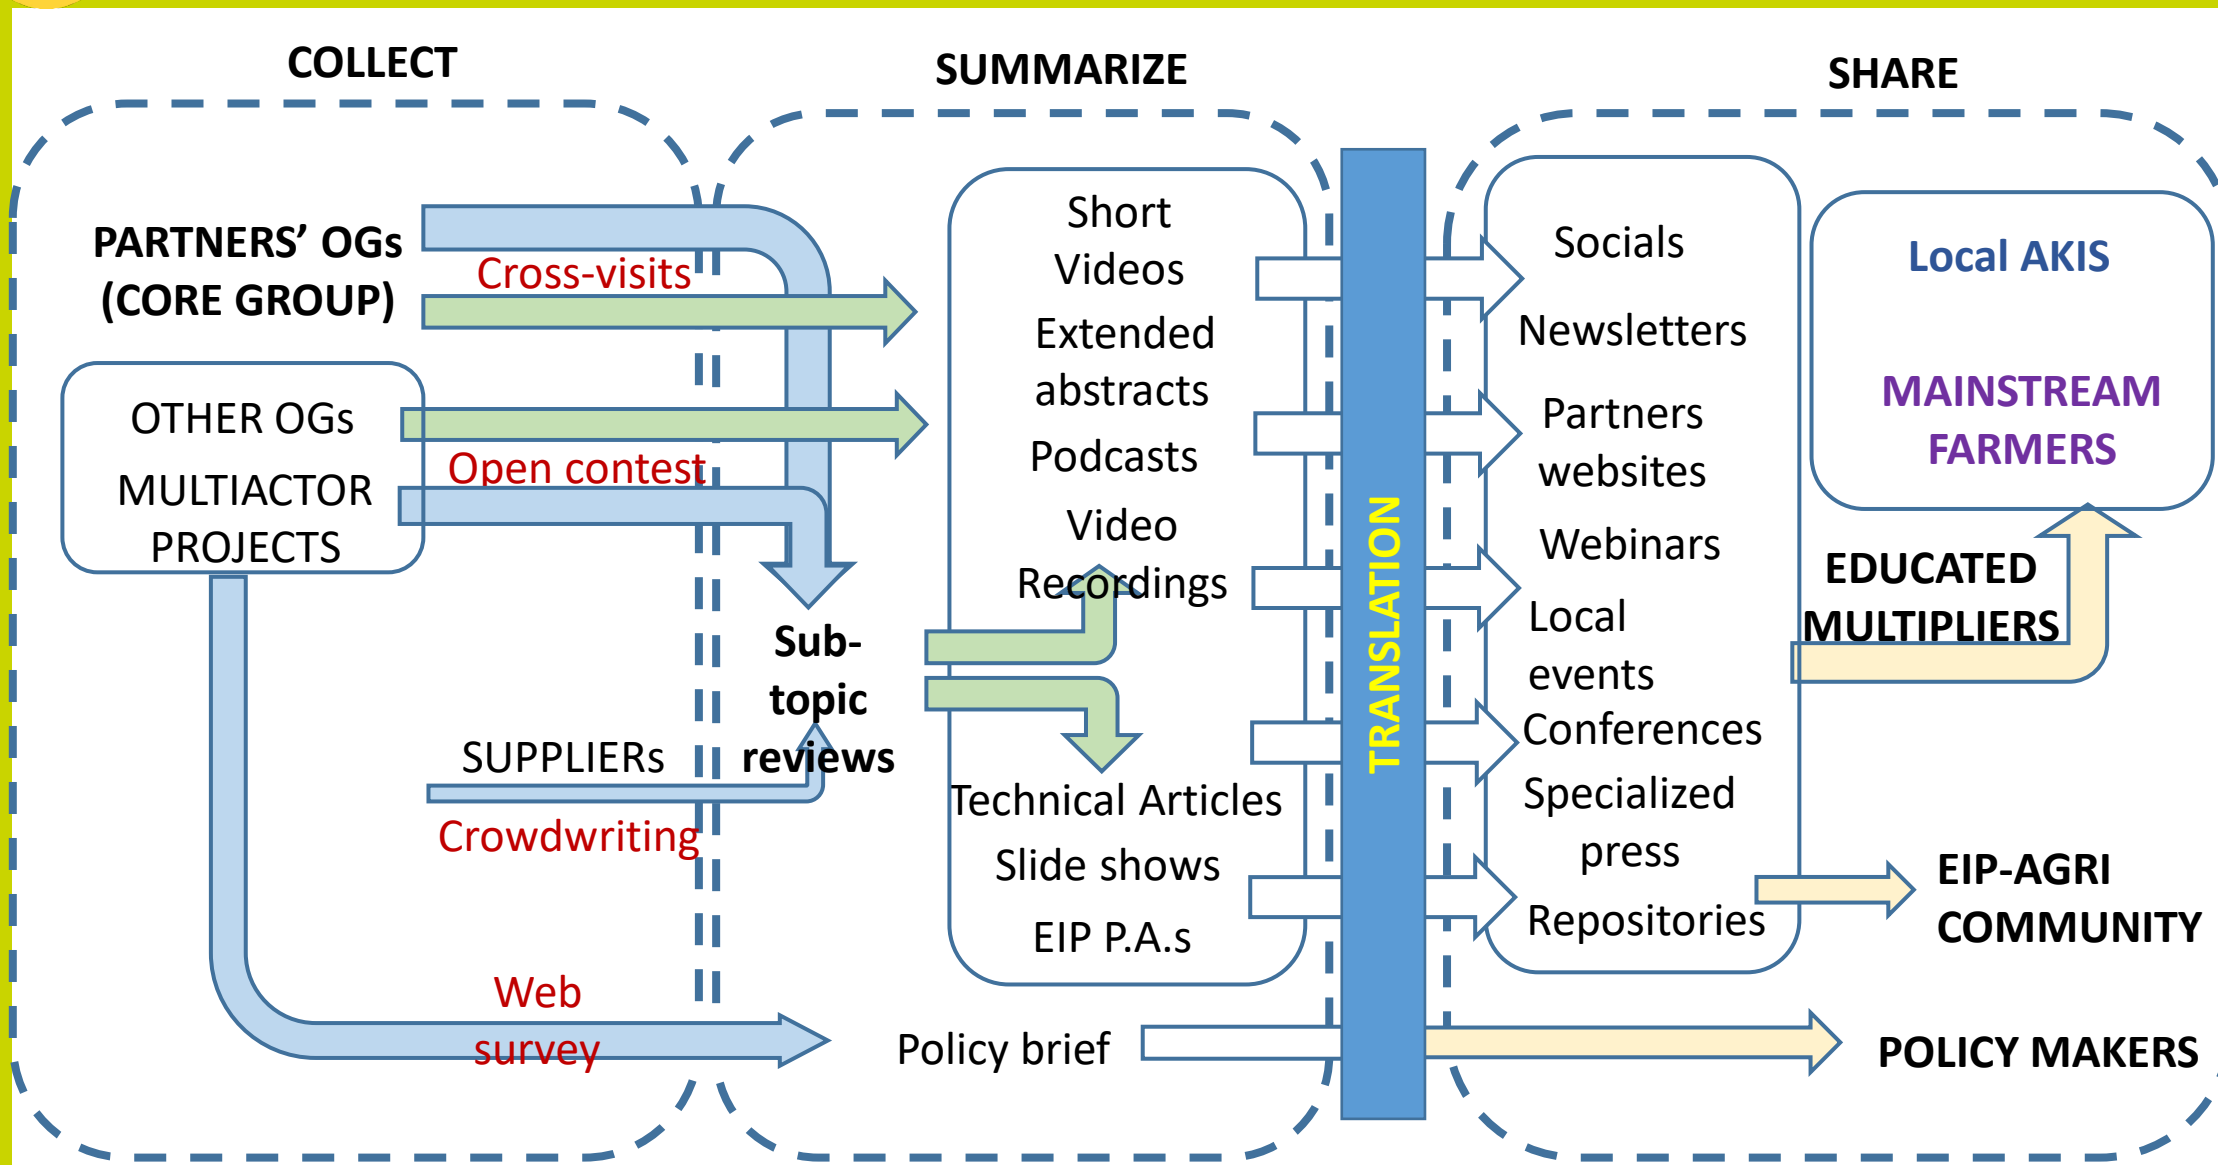 COLLECT
SUMMARIZE
SHARE
PARTNERS’ OGs
(CORE GROUP)
Cross-visits
OTHER OGs
MULTIACTOR
PROJECTS
Open contest
Sub-
topic
reviews
SUPPLIERs
Crowdwriting
Web
survey
Short
Videos
Extended
abstracts
Podcasts
Video
Recordings
Technical Articles
Slide shows
EIP P.A.s
Policy brief
TRANSLATION
Socials
Newsletters
Partners
websites
Webinars
Local
events
Conferences
Specialized
press
Repositories
Local AKIS
MAINSTREAM
FARMERS
EDUCATED
MULTIPLIERS
EIP-AGRI
COMMUNITY
POLICY MAKERS